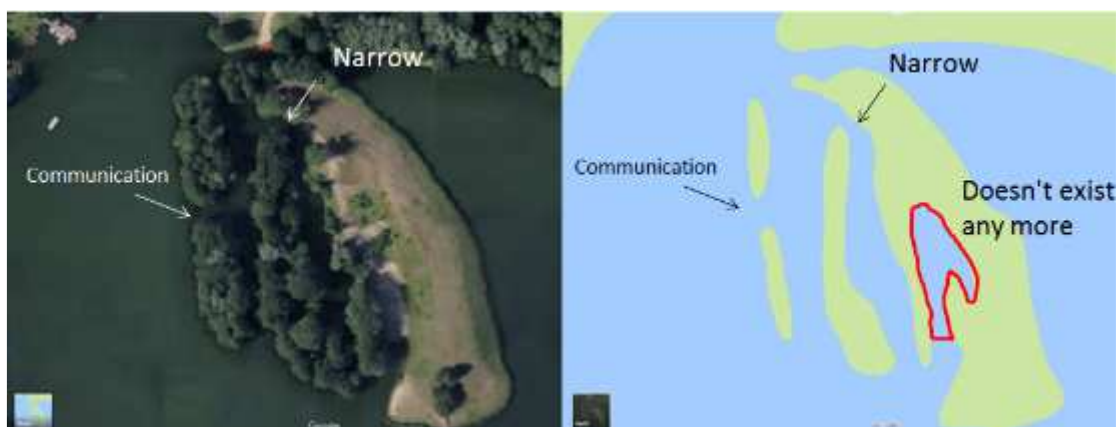 Narrow
Communication
Narrow
Communication
Doesn't exist
any more